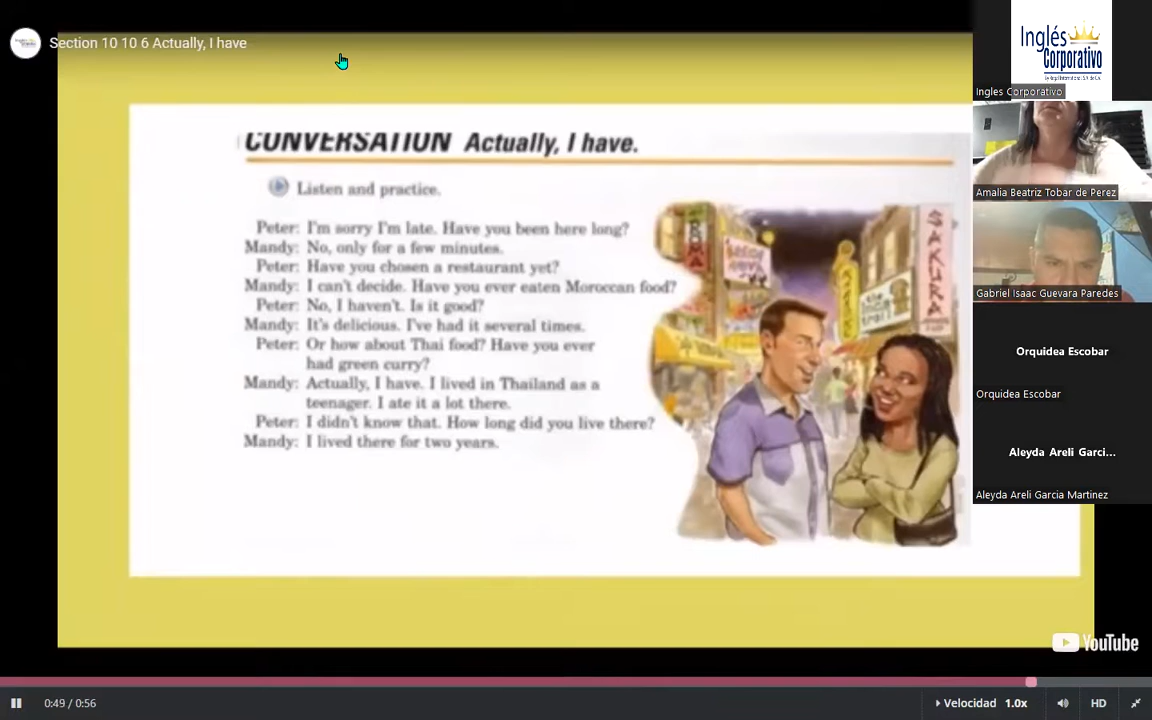 Section 10 10 6 Actually, I have
CONVERSATION Actually, I have.
Listen and practice.
Peter: I'm sorry I'm late. Have you been here long?
Mandy: No, only for a few minutes.
Peter: Have you chosen a restaurant yet?
Mandy: I can't decide. Have you ever eaten Moroccan food?
Peter: No, I haven't. Is it good?
Mandy: It's delicious. I've had it several times.
Peter: Or how about Thai food? Have you ever
had green curry?
Mandy: Actually, I have. I lived in Thailand as a
teenager. I ate it a lot there.
Peter: I didn't know that. How long did you live there?
Mandy: I lived there for two years.
ROMA
SAKURA
Inglés
Corporativo
Ingles Corporativo
Amalia Beatriz Tobar de Perez
Gabriel Isaac Guevara Paredes
Orquidea Escobar
Orquidea Escobar
Aleyda Areli Garci...
Aleyda Areli Garcia Martinez
YouTube
0:49 / 0:56
Velocidad 1.0x
HD